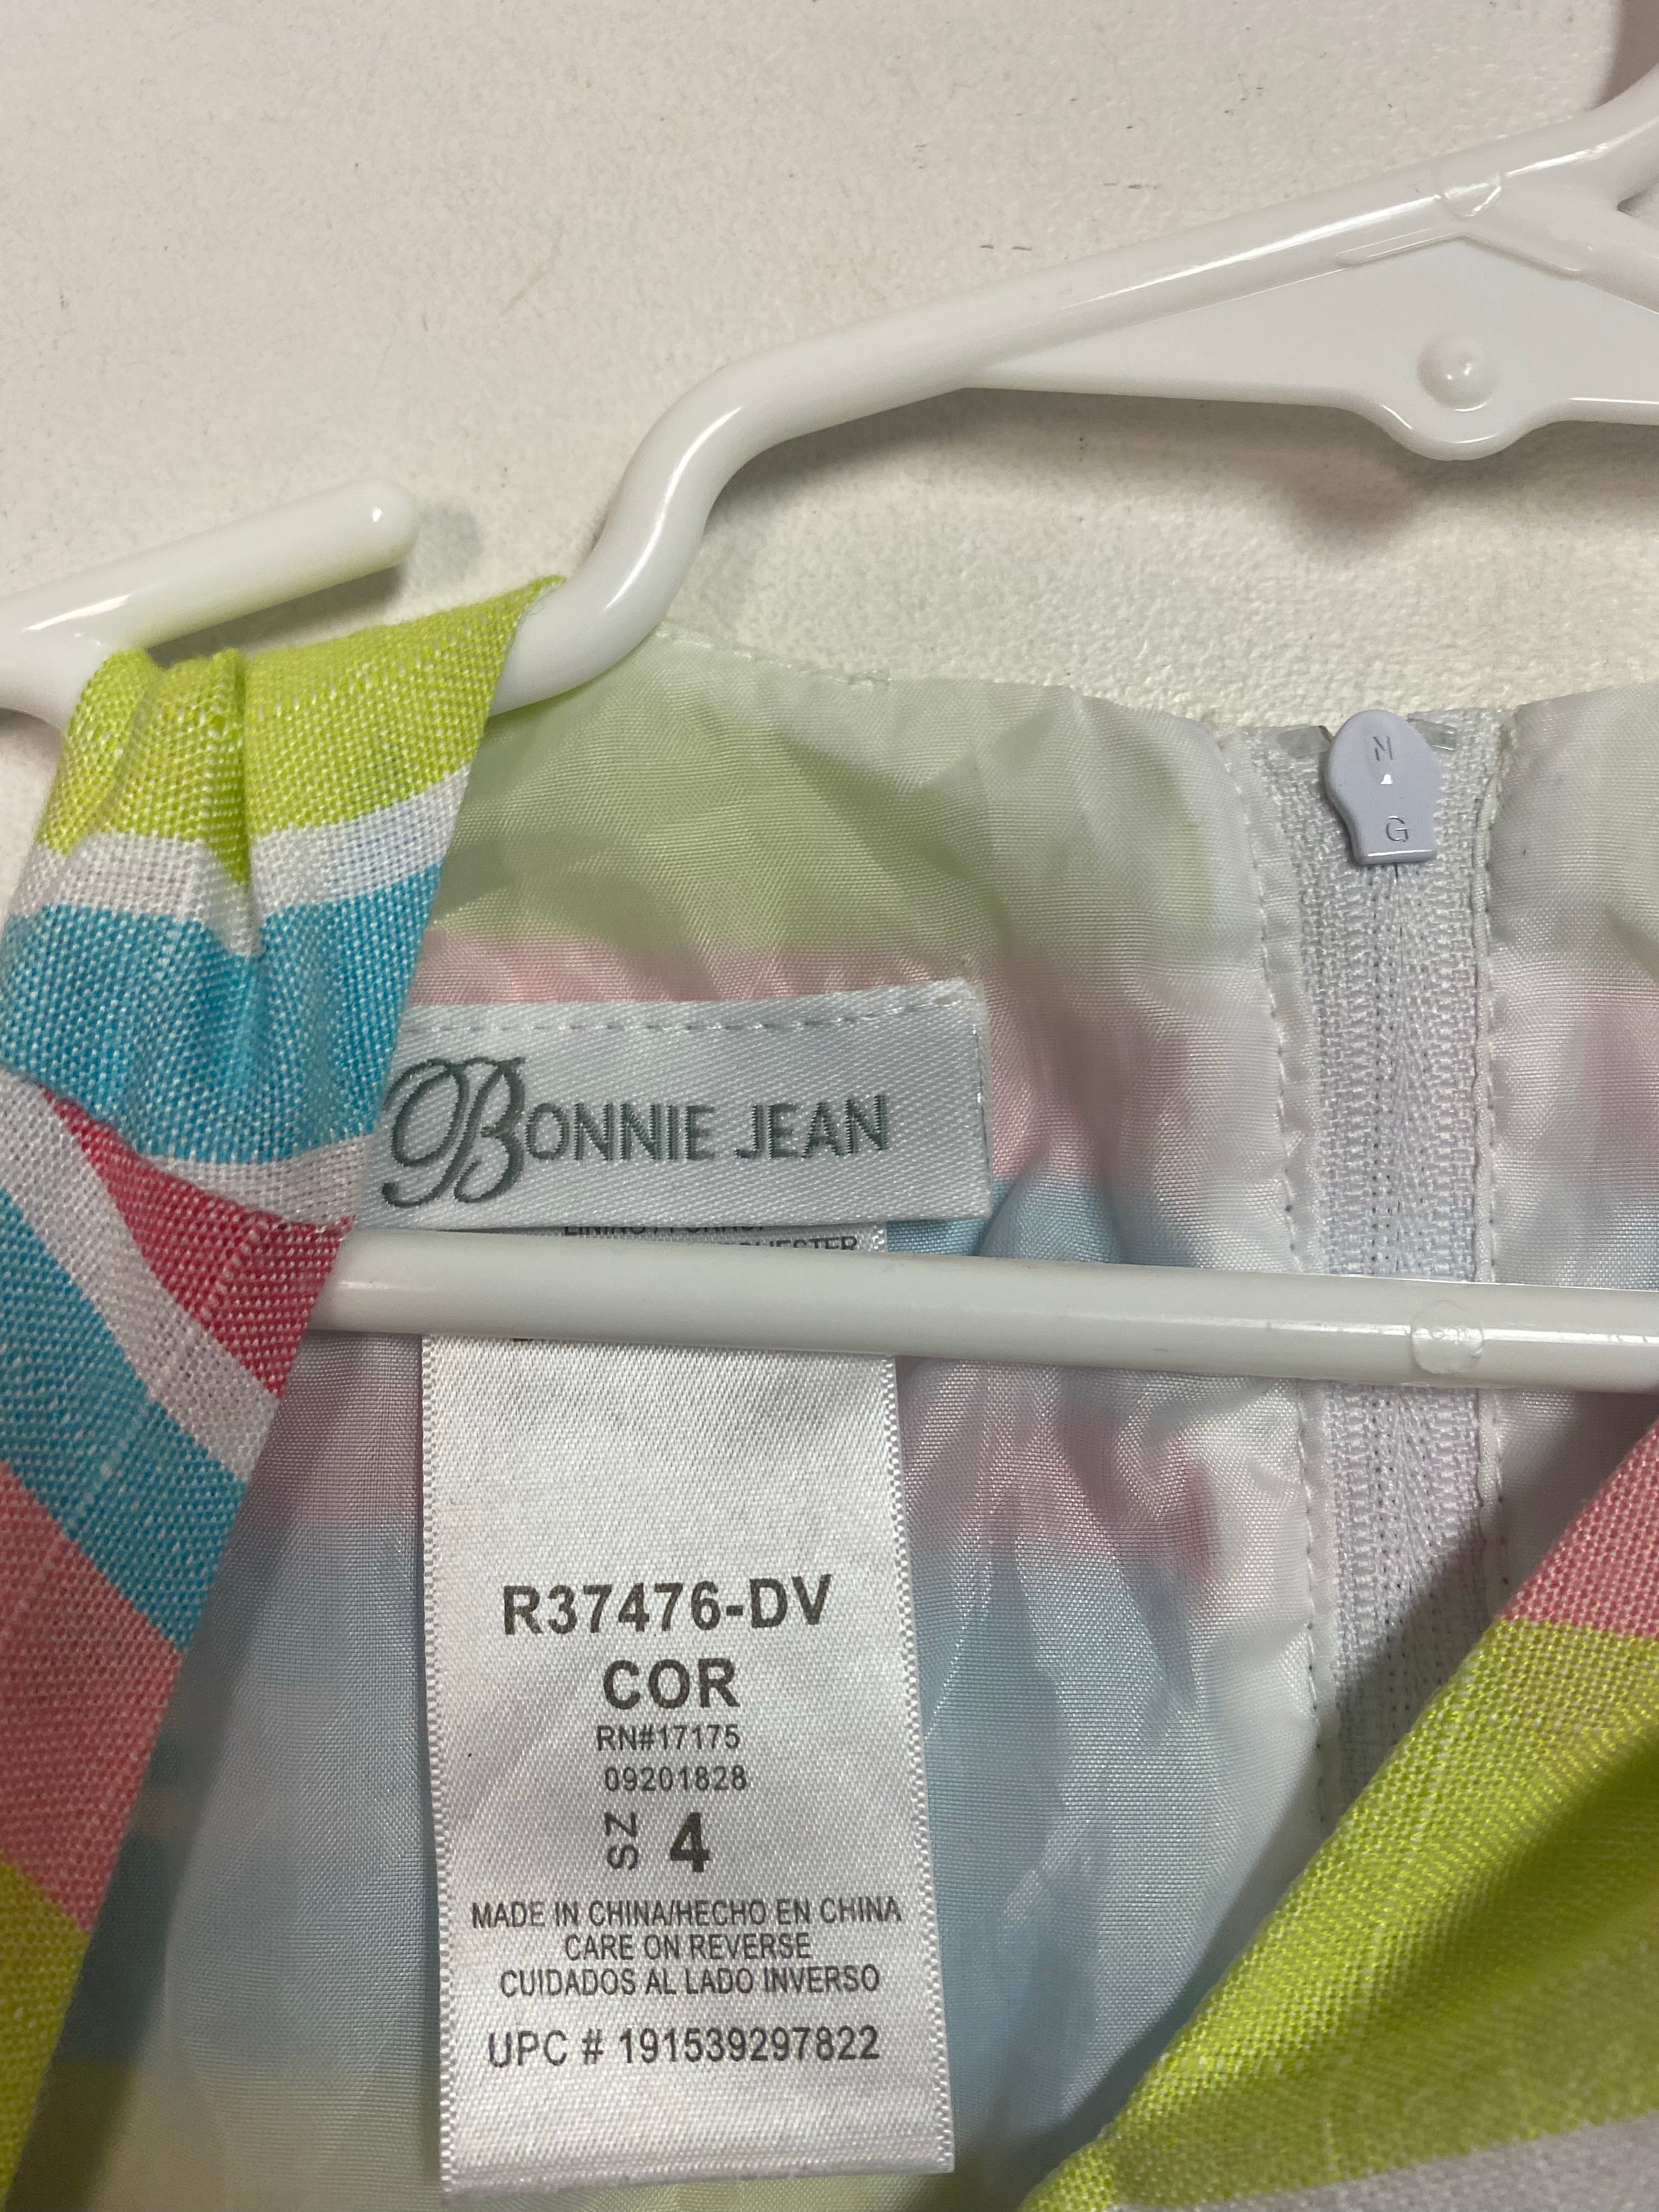 N
G
BONNIE JEAN
R37476-DV
COR
RN#17175
09201828
SZ 4
MADE IN CHINA/HECHO EN CHINA
CARE ON REVERSE
CUIDADOS AL LADO INVERSO
UPC # 191539297822